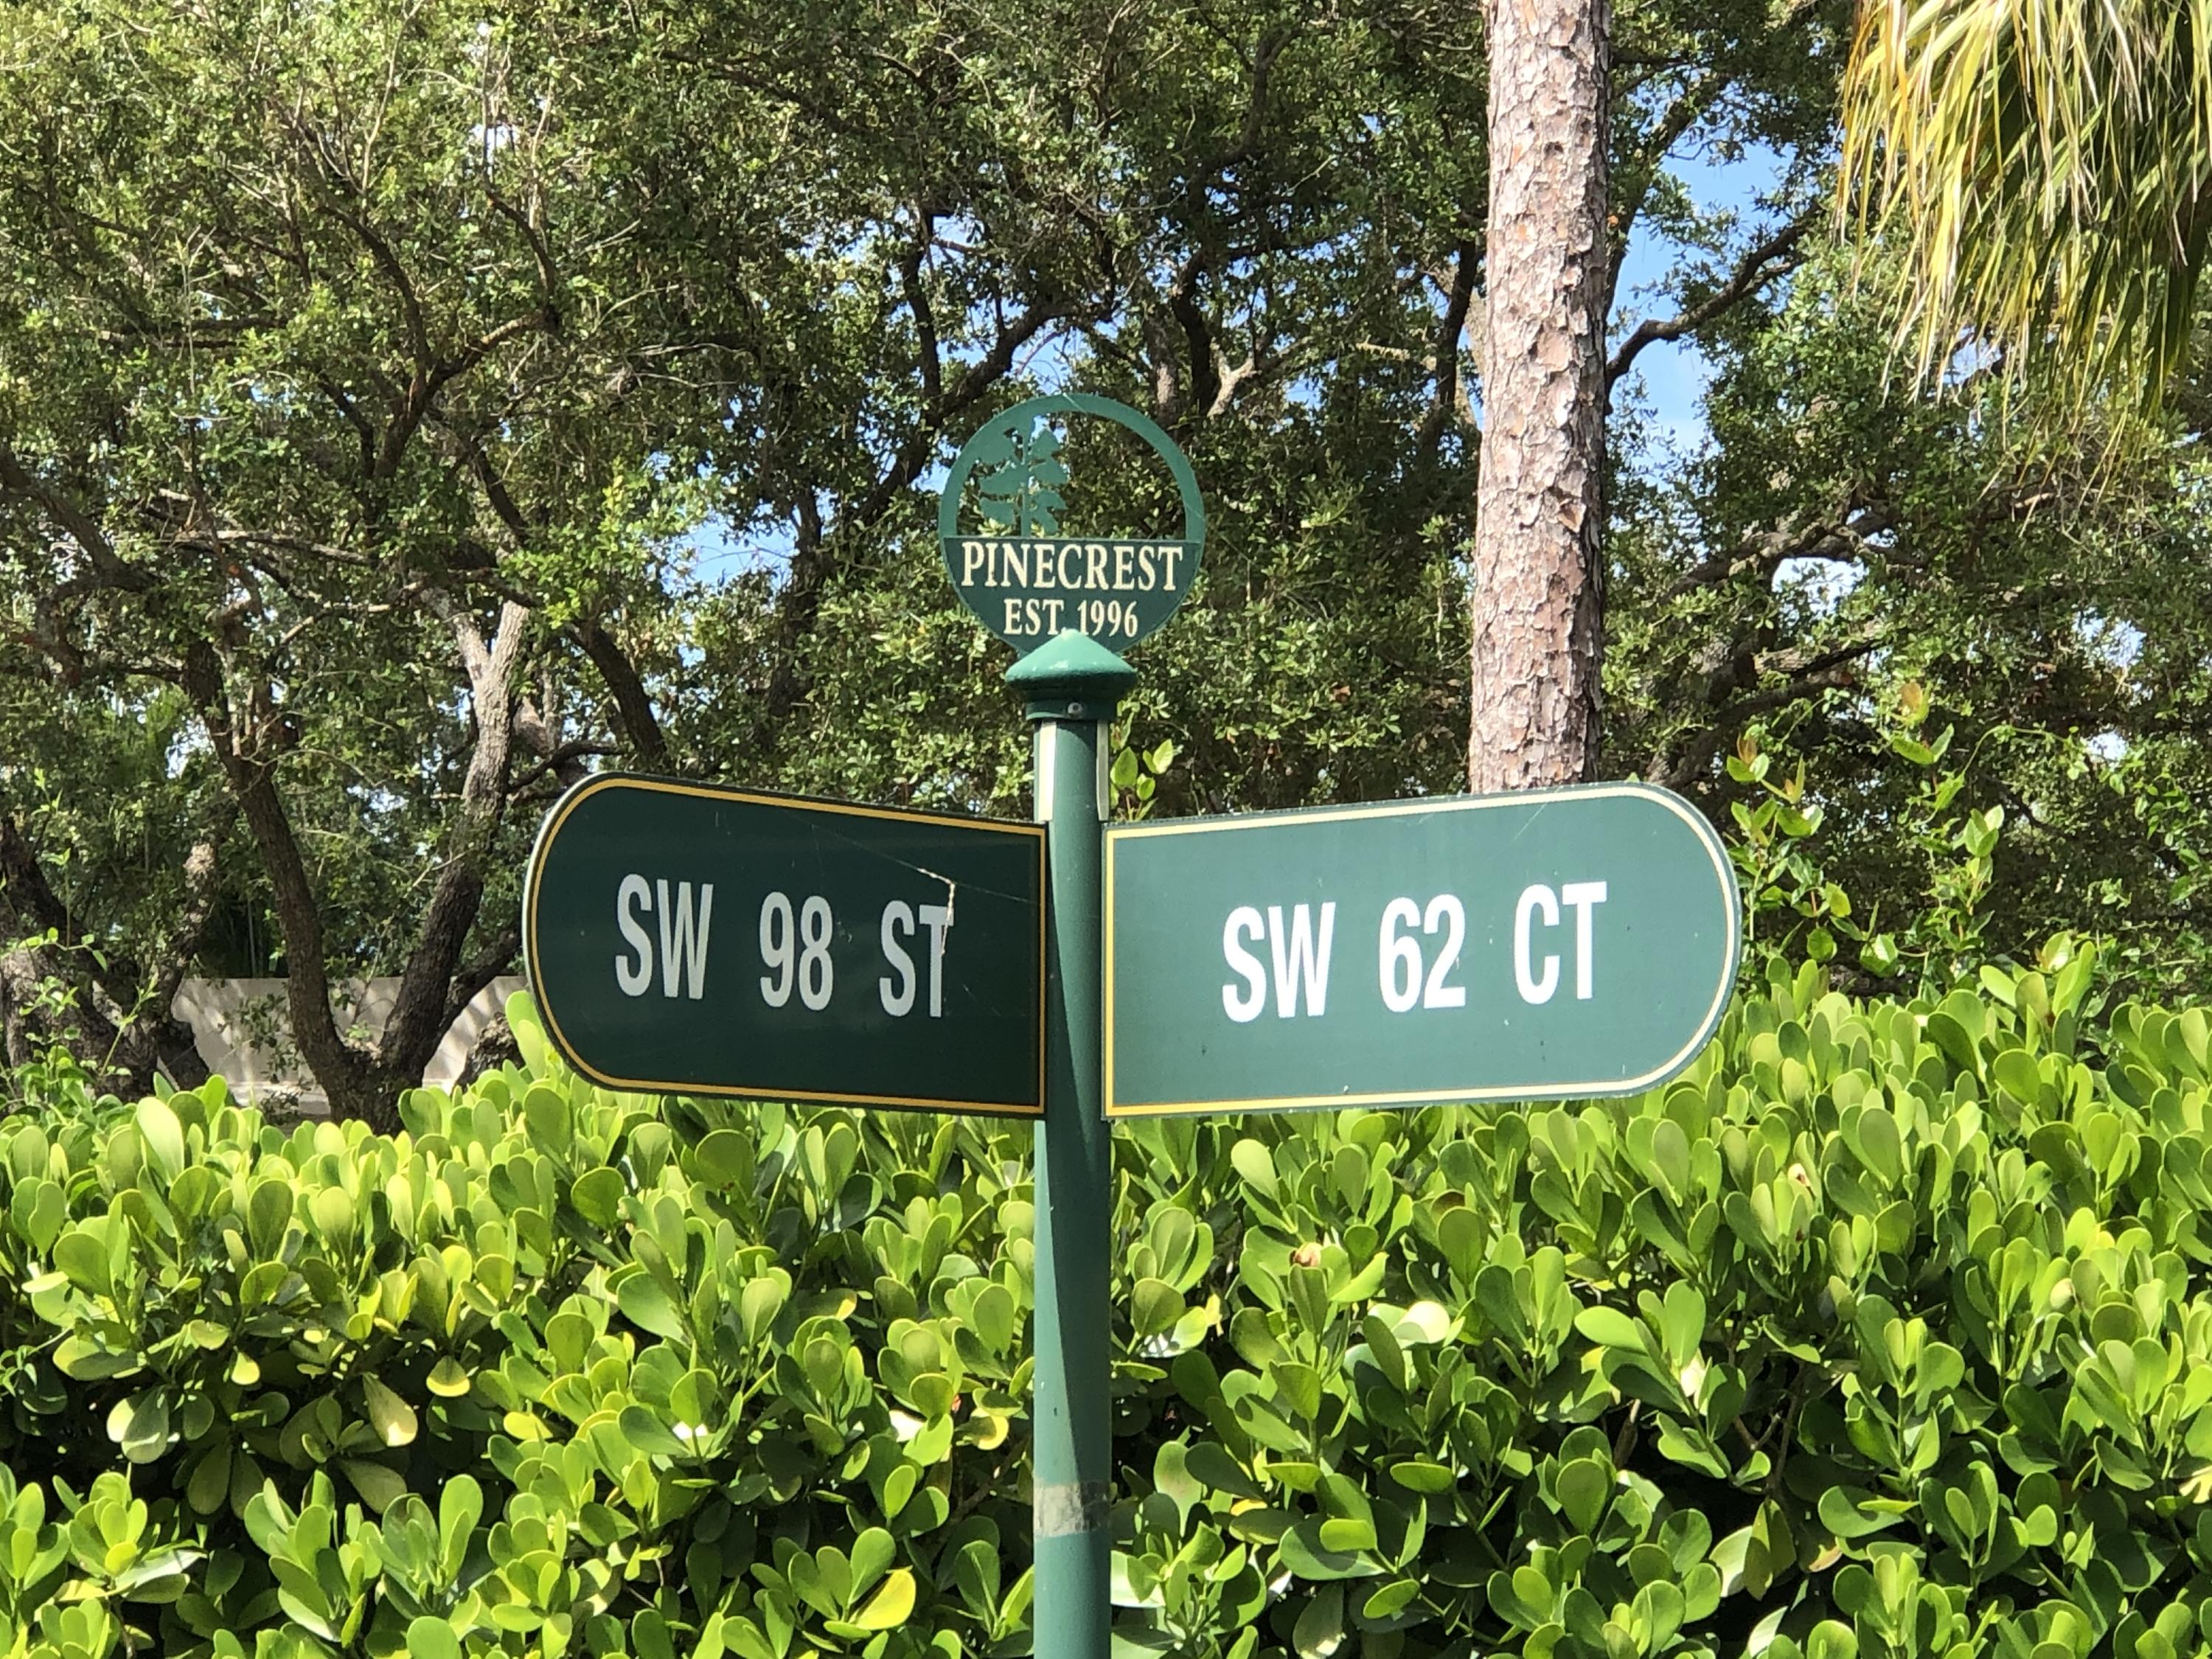 PINECREST
EST. 1996
SW 98 ST
SW 62 CT